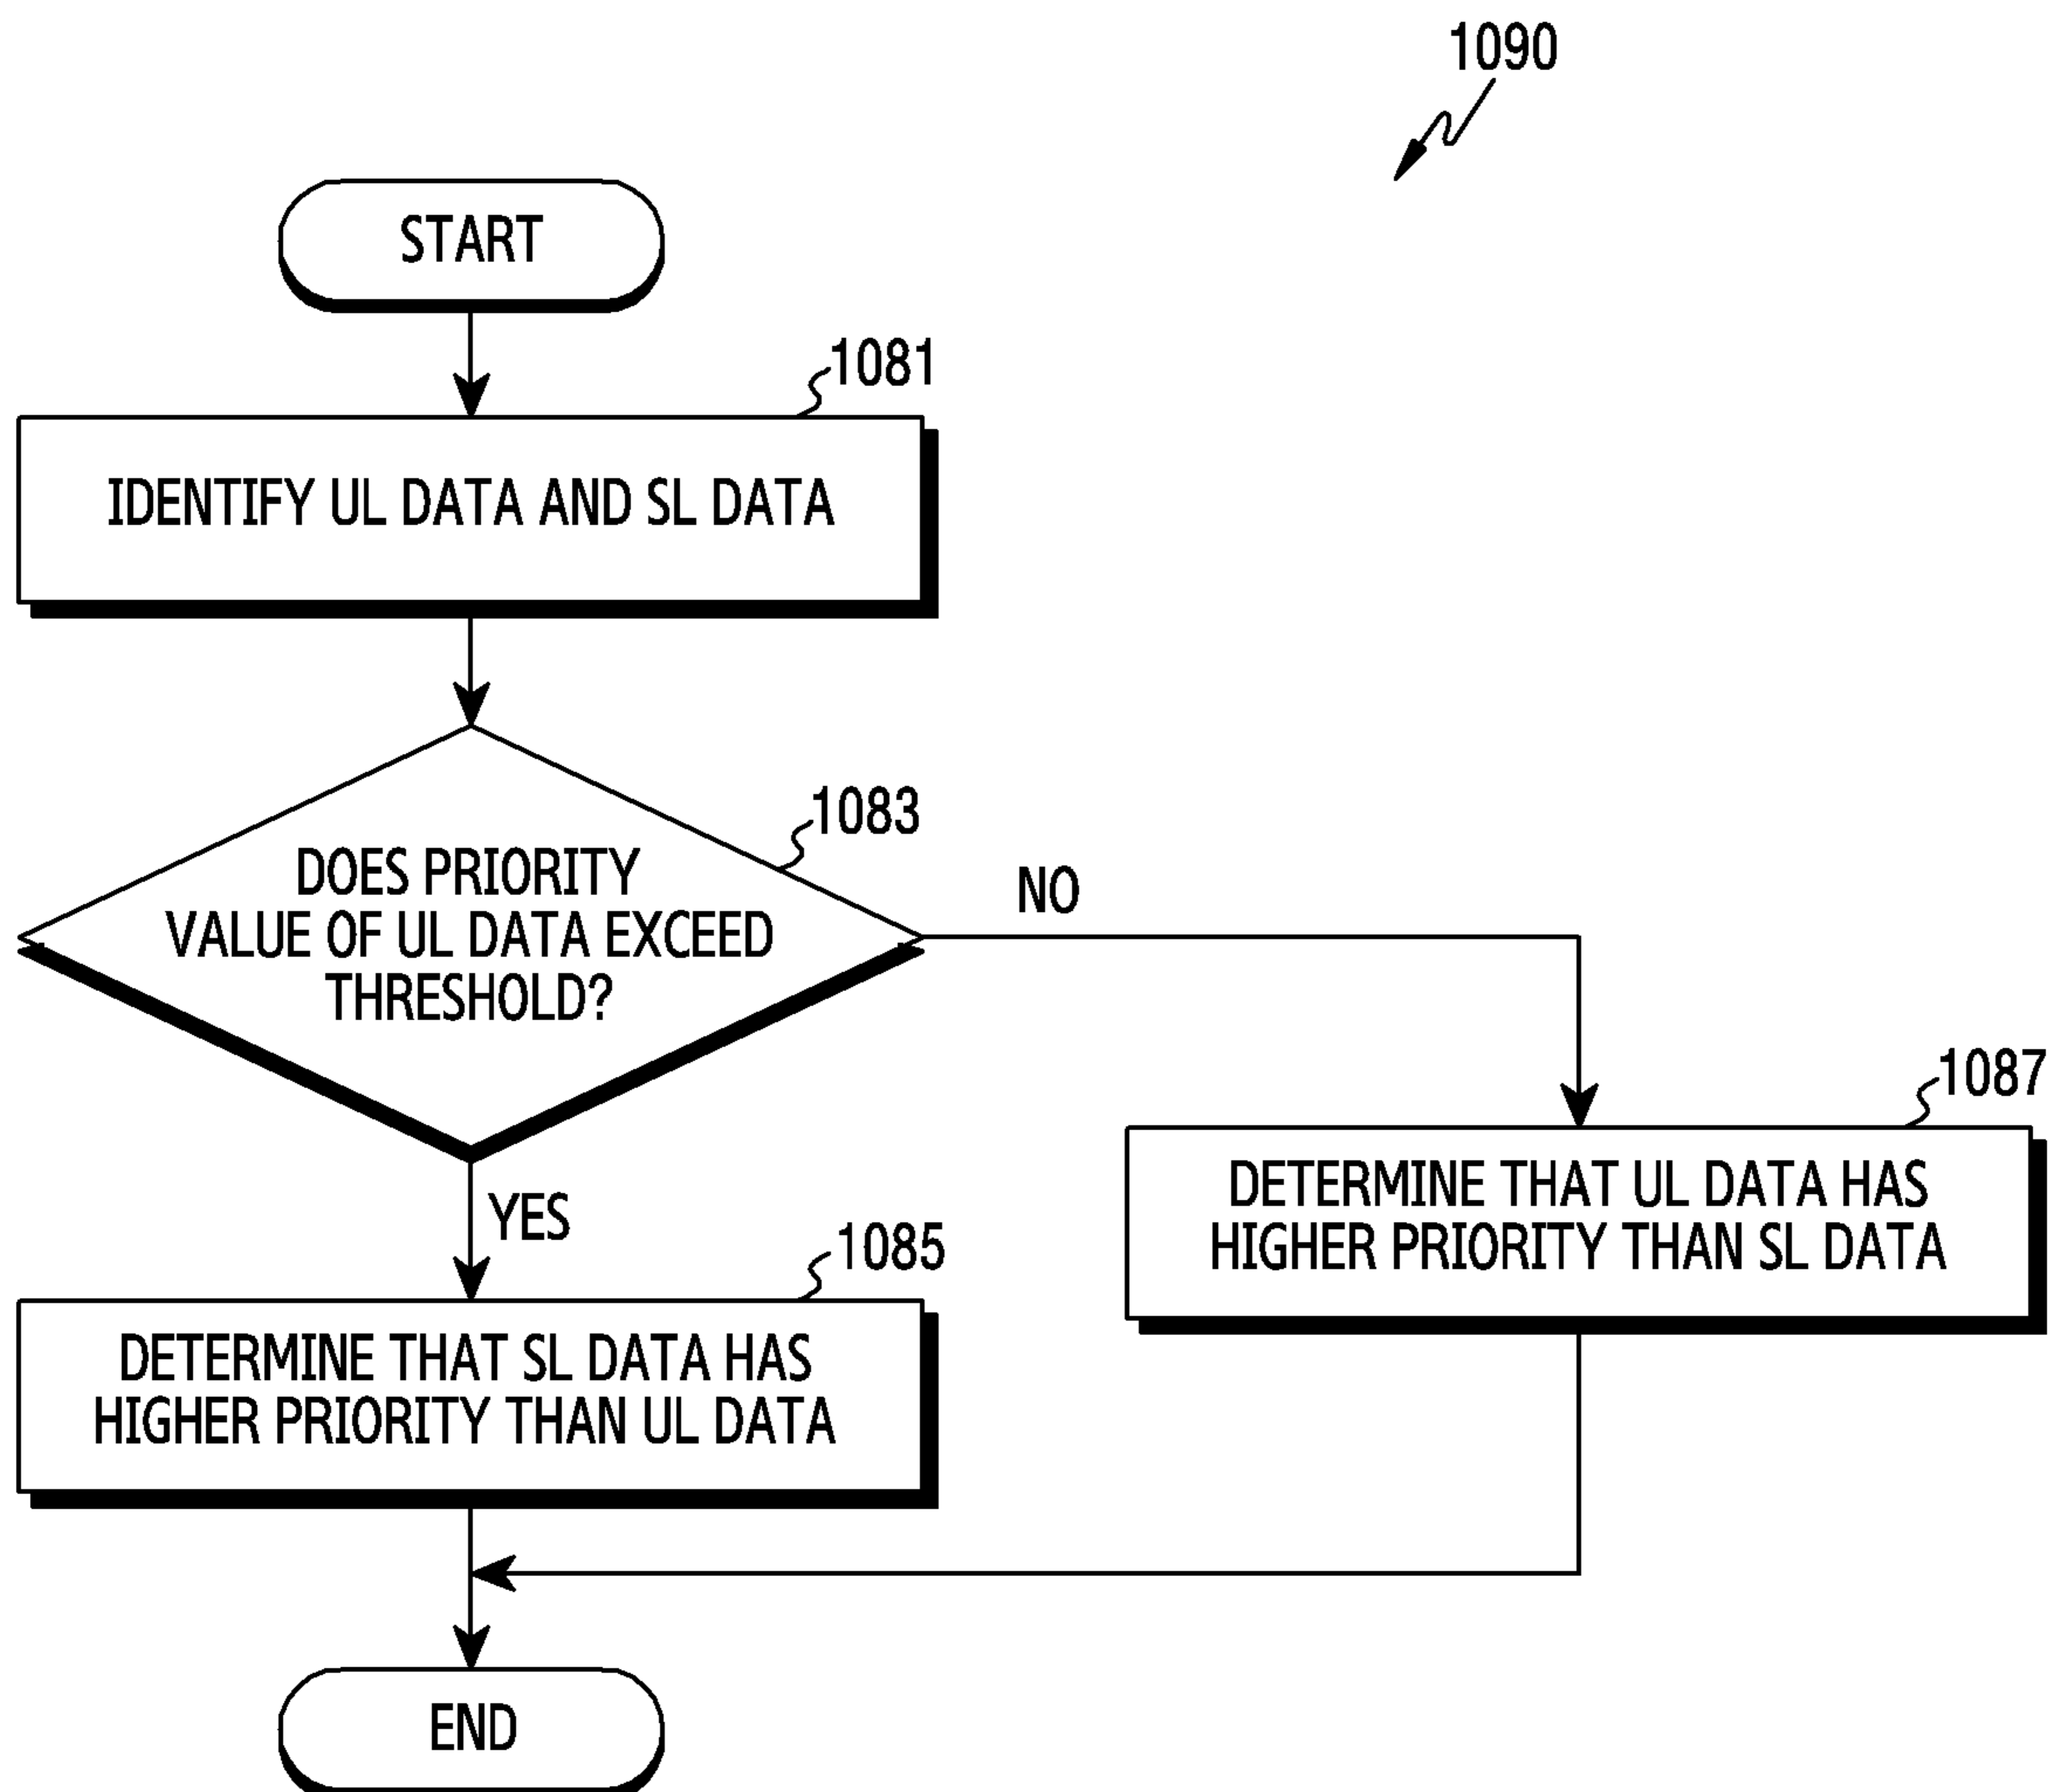 1090
START
1081
IDENTIFY UL DATA AND SL DATA
1083
DOES PRIORITY
VALUE OF UL DATA EXCEED
THRESHOLD?
NO
YES
1087
DETERMINE THAT UL DATA HAS
HIGHER PRIORITY THAN SL DATA
1085
DETERMINE THAT SL DATA HAS
HIGHER PRIORITY THAN UL DATA
END